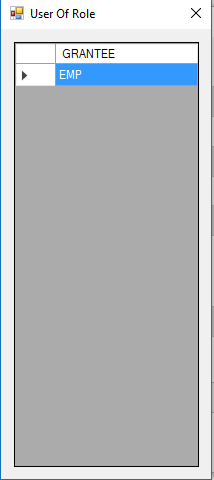 User Of Role
GRANTEE
EMP